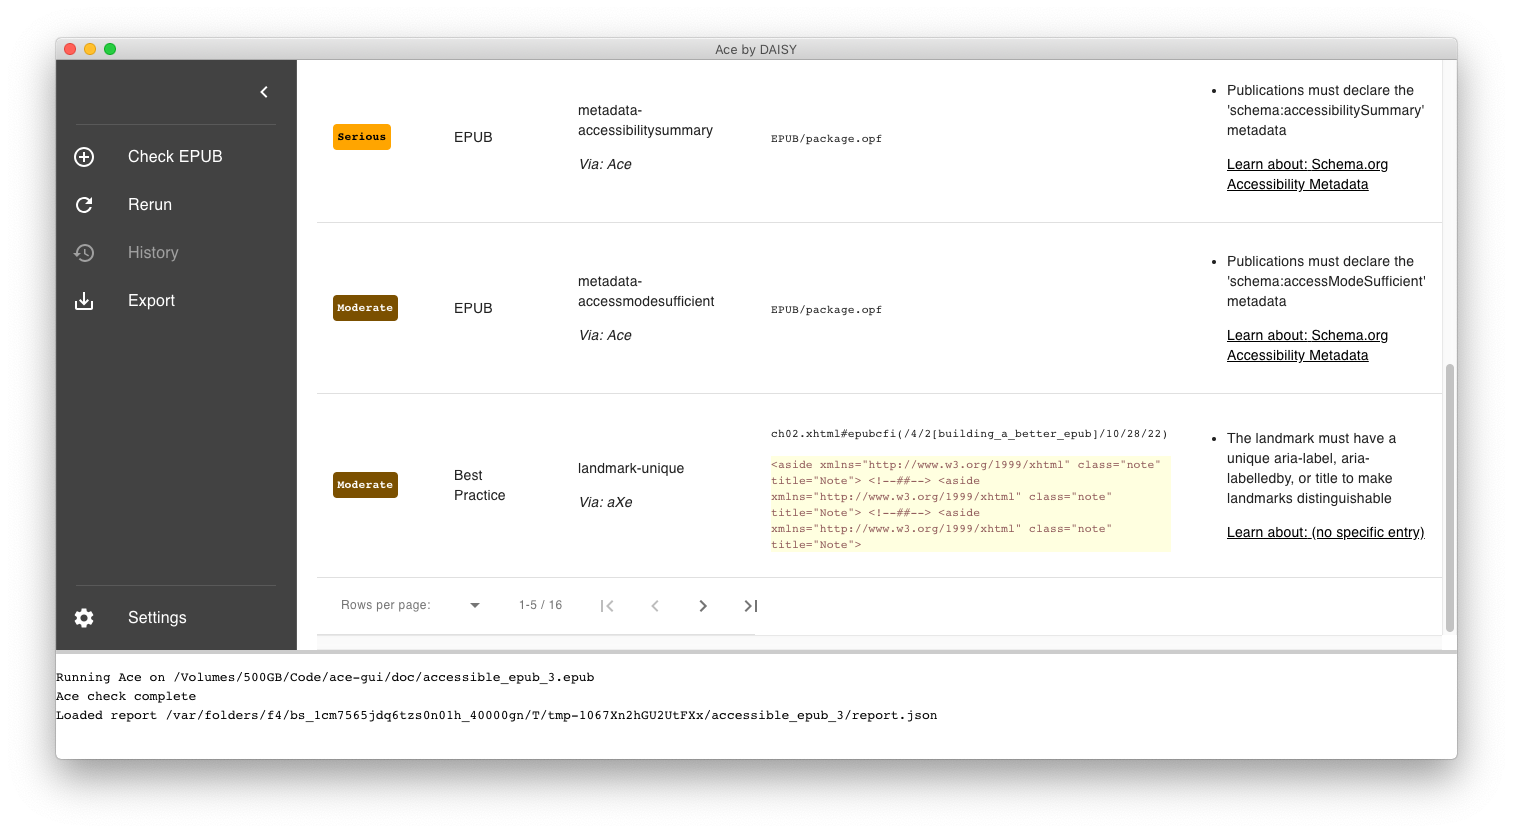 Ace by DAISY
Check EPUB
Rerun
History
Export
Settings
Serious
EPUB
metadata-
accessibilitysummary
Via: Ace
EPUB/package.opf
Publications must declare the
'schema:accessibilitySummary'
metadata
Learn about: Schema.org
Accessibility Metadata
Moderate
EPUB
metadata-
accessmodesufficient
Via: Ace
EPUB/package.opf
Publications must declare the
'schema:accessModeSufficient'
metadata
Learn about: Schema.org
Accessibility Metadata
Moderate
Best
Practice
landmark-unique
Via: aXe
ch02.xhtml#epubcfi(/4/2[building_a_better_epub]/10/28/22)
<aside xmlns="http://www.w3.org/1999/xhtml" class="note"
title="Note"> <!--##--> <aside
xmlns="http://www.w3.org/1999/xhtml" class="note"
title="Note"> <!--##--> <aside
xmlns="http://www.w3.org/1999/xhtml" class="note"
title="Note">
The landmark must have a
unique aria-label, aria-
labelledby, or title to make
landmarks distinguishable
Learn about: (no specific entry)
Rows per page:
1-5 / 16
Running Ace on /Volumes/500GB/Code/ace-gui/doc/accessible_epub_3.epub
Ace check complete
Loaded report /var/folders/f4/bs_1cm7565jdq6tzs0n01h_40000gn/T/tmp-1067Xn2hGU2UtFXx/accessible_epub_3/report.json